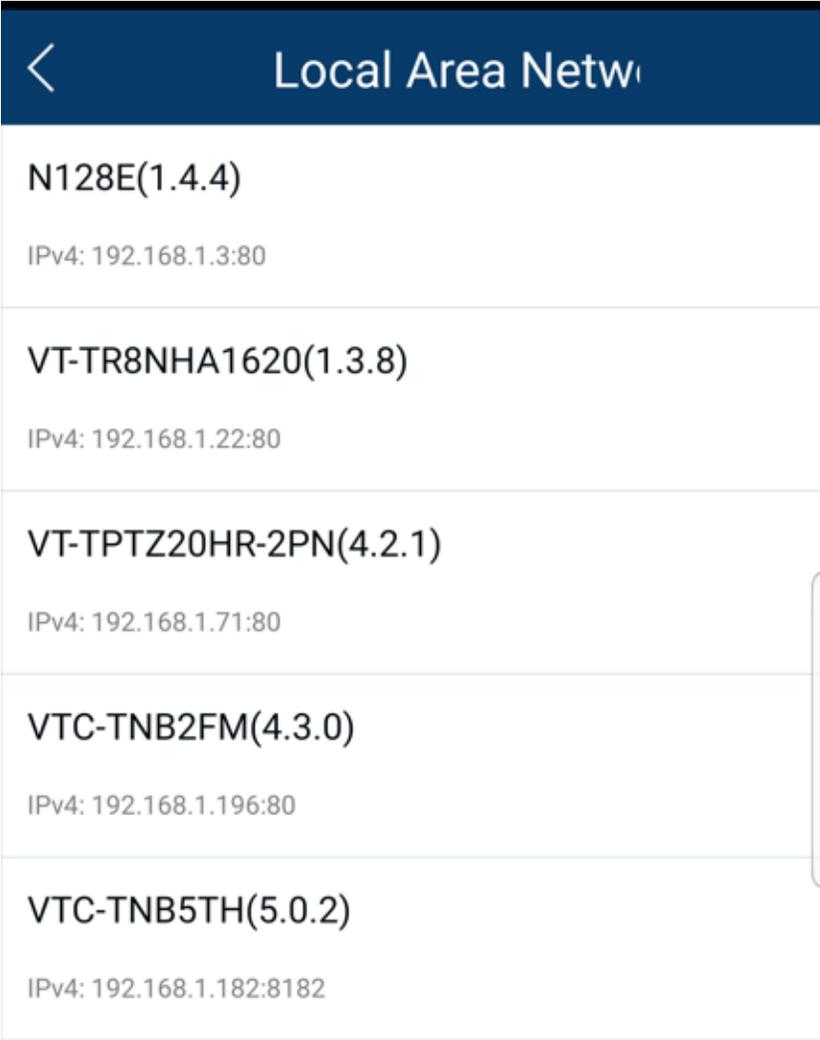 Local Area Netw
N128E(1.4.4)
IPv4: 192.168.1.3:80
VT-TR8NHA1620(1.3.8)
IPv4: 192.168.1.22:80
VT-TPTZ20HR-2PN(4.2.1)
IPv4: 192.168.1.71:80
VTC-TNB2FM(4.3.0)
IPv4: 192.168.1.196:80
VTC-TNB5TH(5.0.2)
IPv4: 192.168.1.182:8182